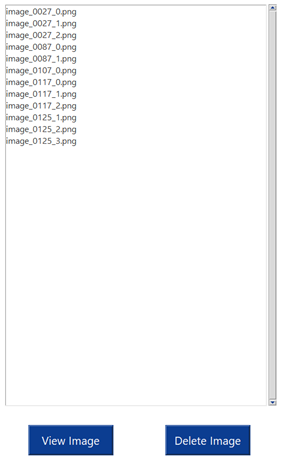 image_0027_0.png
image_0027_1.png
image_0027_2.png
image_0087_0.png
image_0087_1.png
image_0107_0.png
image_0117_0.png
image_0117_1.png
image_0117_2.png
image_0125_1.png
image_0125_2.png
image_0125_3.png
View Image
Delete Image